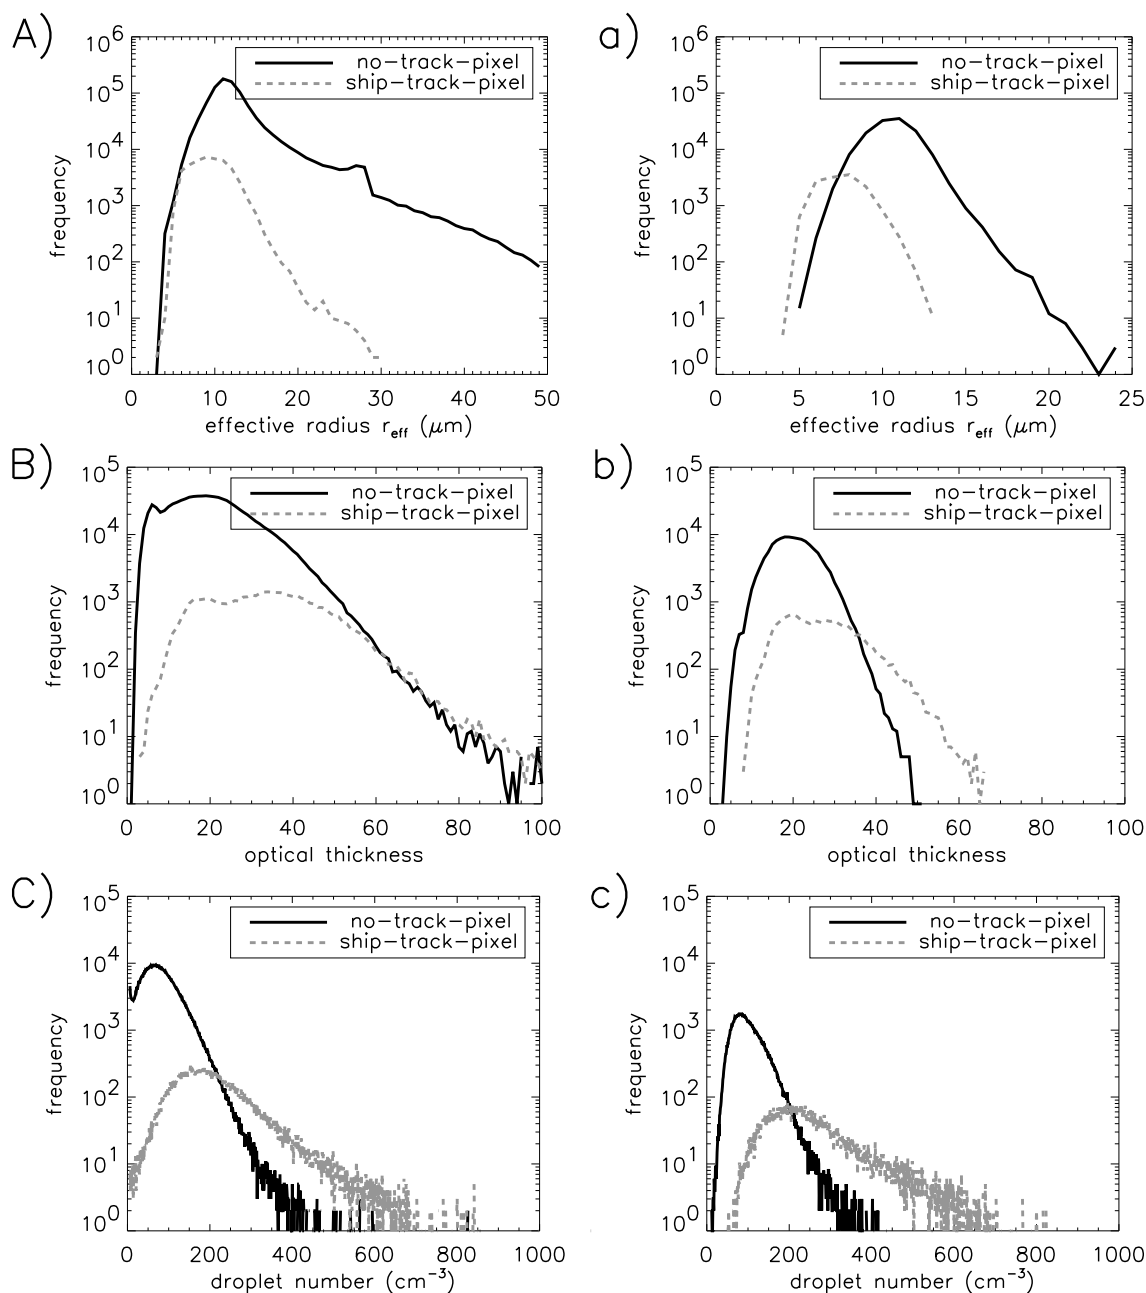 A)
10^6
10^5
10^4
10^3
10^2
10^1
10^0
frequency
no-track-pixel
ship-track-pixel
0 10 20 30 40 50
effective radius r_eff (μm)
a)
10^6
10^5
10^4
10^3
10^2
10^1
10^0
frequency
no-track-pixel
ship-track-pixel
5 10 15 20 25
effective radius r_eff (μm)
B)
10^5
10^4
10^3
10^2
10^1
10^0
frequency
no-track-pixel
ship-track-pixel
0 20 40 60 80 100
optical thickness
b)
10^5
10^4
10^3
10^2
10^1
10^0
frequency
no-track-pixel
ship-track-pixel
0 20 40 60 80 100
optical thickness
C)
10^5
10^4
10^3
10^2
10^1
10^0
frequency
no-track-pixel
ship-track-pixel
0 200 400 600 800 1000
droplet number (cm^-3)
c)
10^5
10^4
10^3
10^2
10^1
10^0
frequency
no-track-pixel
ship-track-pixel
0 200 400 600 800 1000
droplet number (cm^-3)